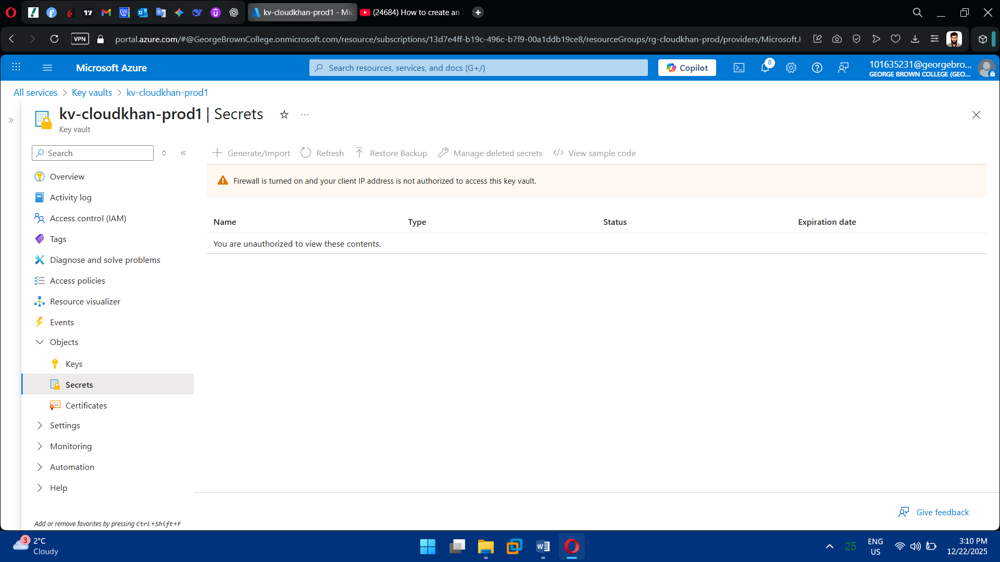 kv-cloudkhan-prod1 - Mic
(24684) How to create an
VPN
portal.azure.com/#@GeorgeBrownCollege.onmicrosoft.com/resource/subscriptions/13d7e4ff-b19c-496c-b7f9-00a1ddb19ce8/resourceGroups/rg-cloudkhan-prod/providers/Microsoft.
Microsoft Azure
Search resources, services, and docs (G+/)
Copilot
8
101635231@georgebro...
GEORGE BROWN COLLEGE (GEO...
All services > Key vaults > kv-cloudkhan-prod1
kv-cloudkhan-prod1 | Secrets
Key vault
Search
Generate/Import
Refresh
Restore Backup
Manage deleted secrets
View sample code
Overview
Activity log
Access control (IAM)
Tags
Diagnose and solve problems
Access policies
Resource visualizer
Events
Objects
Keys
Secrets
Certificates
Settings
Monitoring
Automation
Help
Add or remove favorites by pressing Ctrl+Shift+F
Firewall is turned on and your client IP address is not authorized to access this key vault.
Name Type Status Expiration date
You are unauthorized to view these contents.
Give feedback
3
2°C
Cloudy
25
ENG
US
3:10 PM
12/22/2025